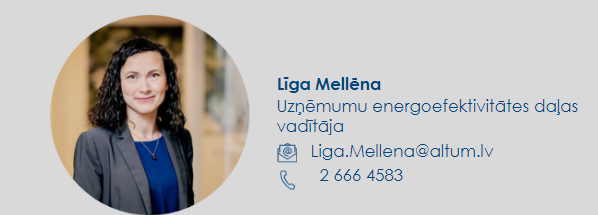 Līga Mellēna
Uzņēmumu energoefektivitātes daļas
vadītāja
Liga.Mellena@altum.lv
2 666 4583